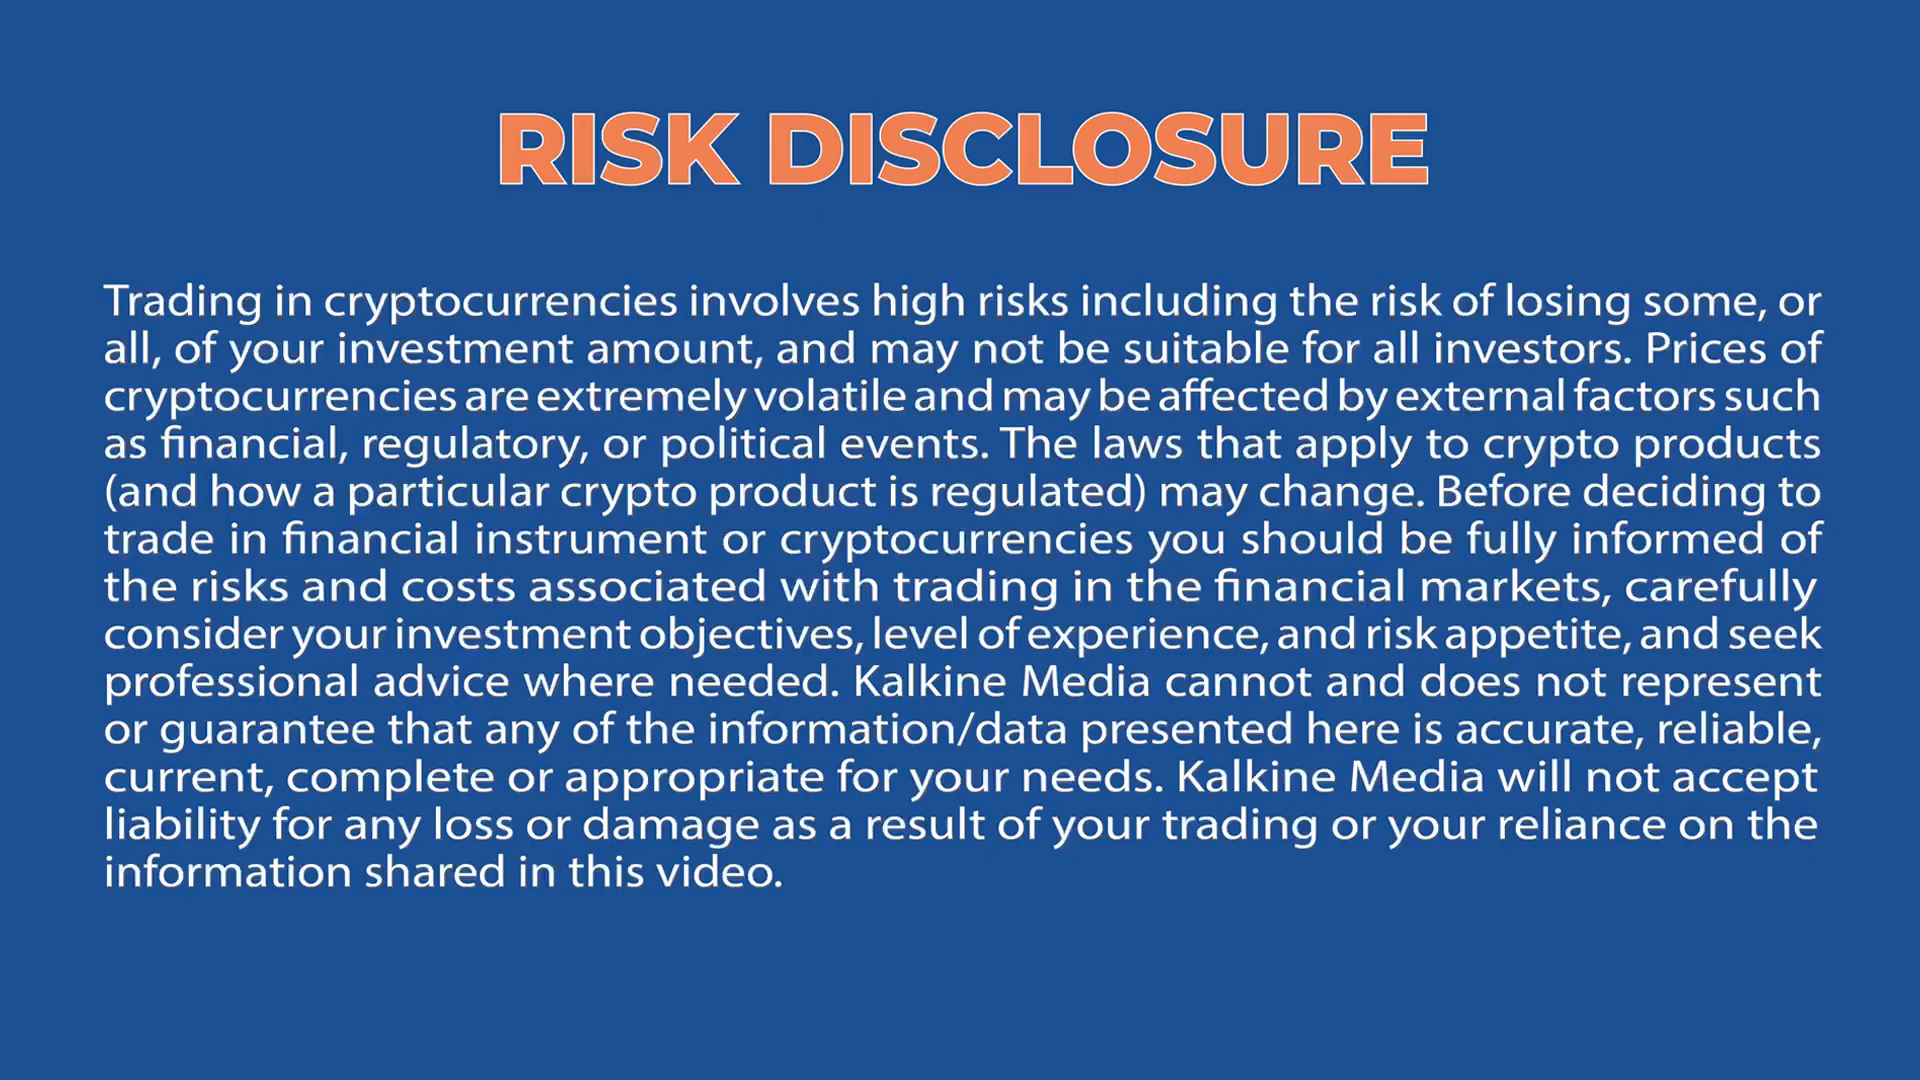 RISK DISCLOSURE
Trading in cryptocurrencies involves high risks including the risk of losing some, or
all, of your investment amount, and may not be suitable for all investors. Prices of
cryptocurrencies are extremely volatile and may be affected by external factors such
as financial, regulatory, or political events. The laws that apply to crypto products
(and how a particular crypto product is regulated) may change. Before deciding to
trade in financial instrument or cryptocurrencies you should be fully informed of
the risks and costs associated with trading in the financial markets, carefully
consider your investment objectives, level of experience, and risk appetite, and seek
professional advice where needed. Kalkine Media cannot and does not represent
or guarantee that any of the information/data presented here is accurate, reliable,
current, complete or appropriate for your needs. Kalkine Media will not accept
liability for any loss or damage as a result of your trading or your reliance on the
information shared in this video.